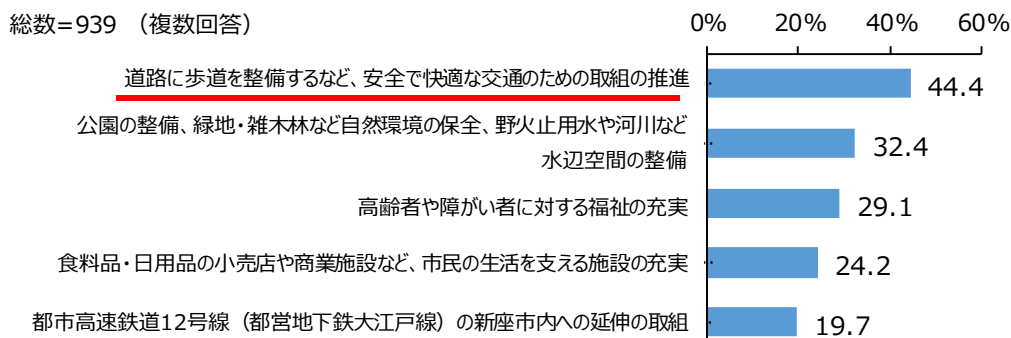 総数=939 （複数回答）
0% 20% 40% 60%
道路に歩道を整備するなど、安全で快適な交通のための取組の推進 44.4
公園の整備、緑地・雑木林など自然環境の保全、野火止用水や河川など
水辺空間の整備 32.4
高齢者や障がい者に対する福祉の充実 29.1
食料品・日用品の小売店や商業施設など、市民の生活を支える施設の充実 24.2
都市高速鉄道12号線（都営地下鉄大江戸線）の新座市内への延伸の取組 19.7